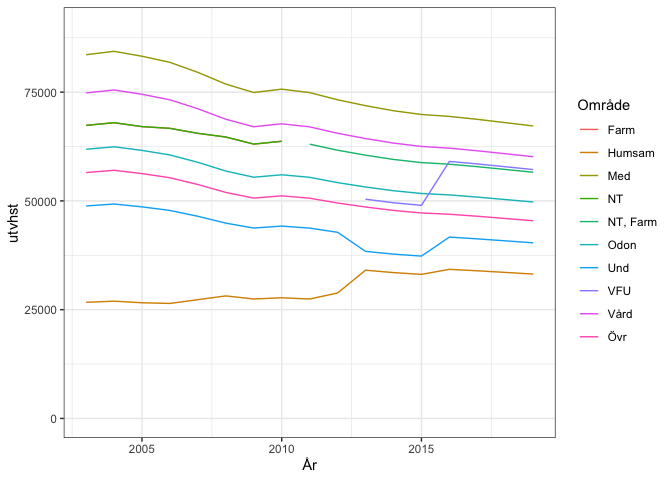 75000
50000
25000
0
utvhst
2005
2010
2015
År
Område
Farm
Humsam
Med
NT
NT, Farm
Odon
Und
VFU
Vård
Övr